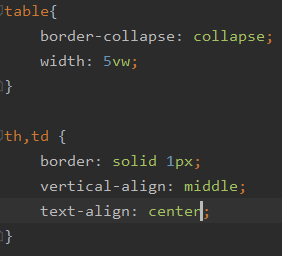 table{
border-collapse: collapse;
width: 5vw;
}
th,td {
border: solid 1px;
vertical-align: middle;
text-align: center;
}